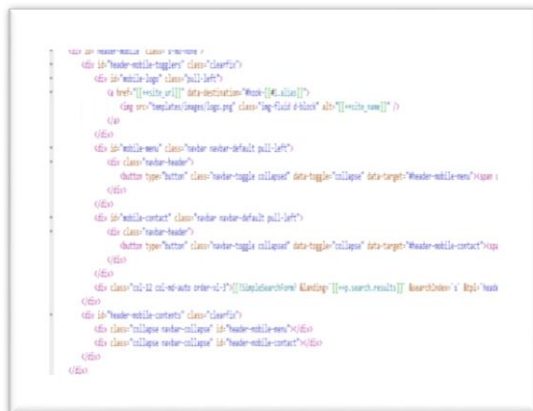 <div id="header-mobile" class="d-md-none">
<div id="header-mobile-togglers" class="clearfix">
<div id="mobile-logo" class="pull-left">
<a href="[[++site_url]]" data-destination="#hook-[[#1.alias]]">
<img src="templates/images/logo.png" class="img-fluid d-block" alt="[[++site_name]]" />
</a>
</div>
<div id="mobile-menu" class="navbar navbar-default pull-left">
<div class="navbar-header">
<button type="button" class="navbar-toggle collapsed" data-toggle="collapse" data-target="#header-mobile-menu"><span
</div>
</div>
<div id="mobile-contact" class="navbar navbar-default pull-left">
<div class="navbar-header">
<button type="button" class="navbar-toggle collapsed" data-toggle="collapse" data-target="#header-mobile-contact"><spa
</div>
</div>
<div class="col-12 col-md-auto order-xl-3">[[!SimpleSearchForm? &landing=`[[++p.search.results]]` &searchIndex=`s` &tpl=`heade
</div>
<div id="header-mobile-contents" class="clearfix">
<div class="collapse navbar-collapse" id="header-mobile-menu"></div>
<div class="collapse navbar-collapse" id="header-mobile-contact"></div>
</div>
</div>